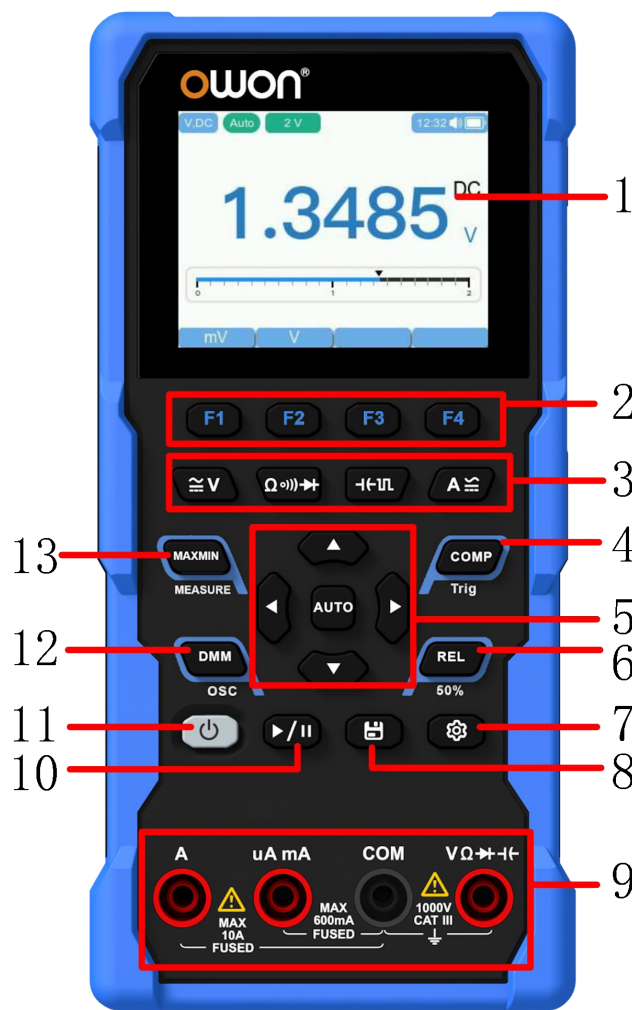 owon®
V,DC Auto 2 V 12:32
DC
1.3485 V
0 1 2
mV V
1
F1 F2 F3 F4
2
≅V Ω A≅
3
MAXMIN
MEASURE
13
COMP
Trig
4
AUTO
5
DMM
OSC
12
REL
50%
6
11
10
8
7
A uA mA COM VΩ
MAX
10A
FUSED
MAX
600mA
FUSED
1000V
CAT III
9